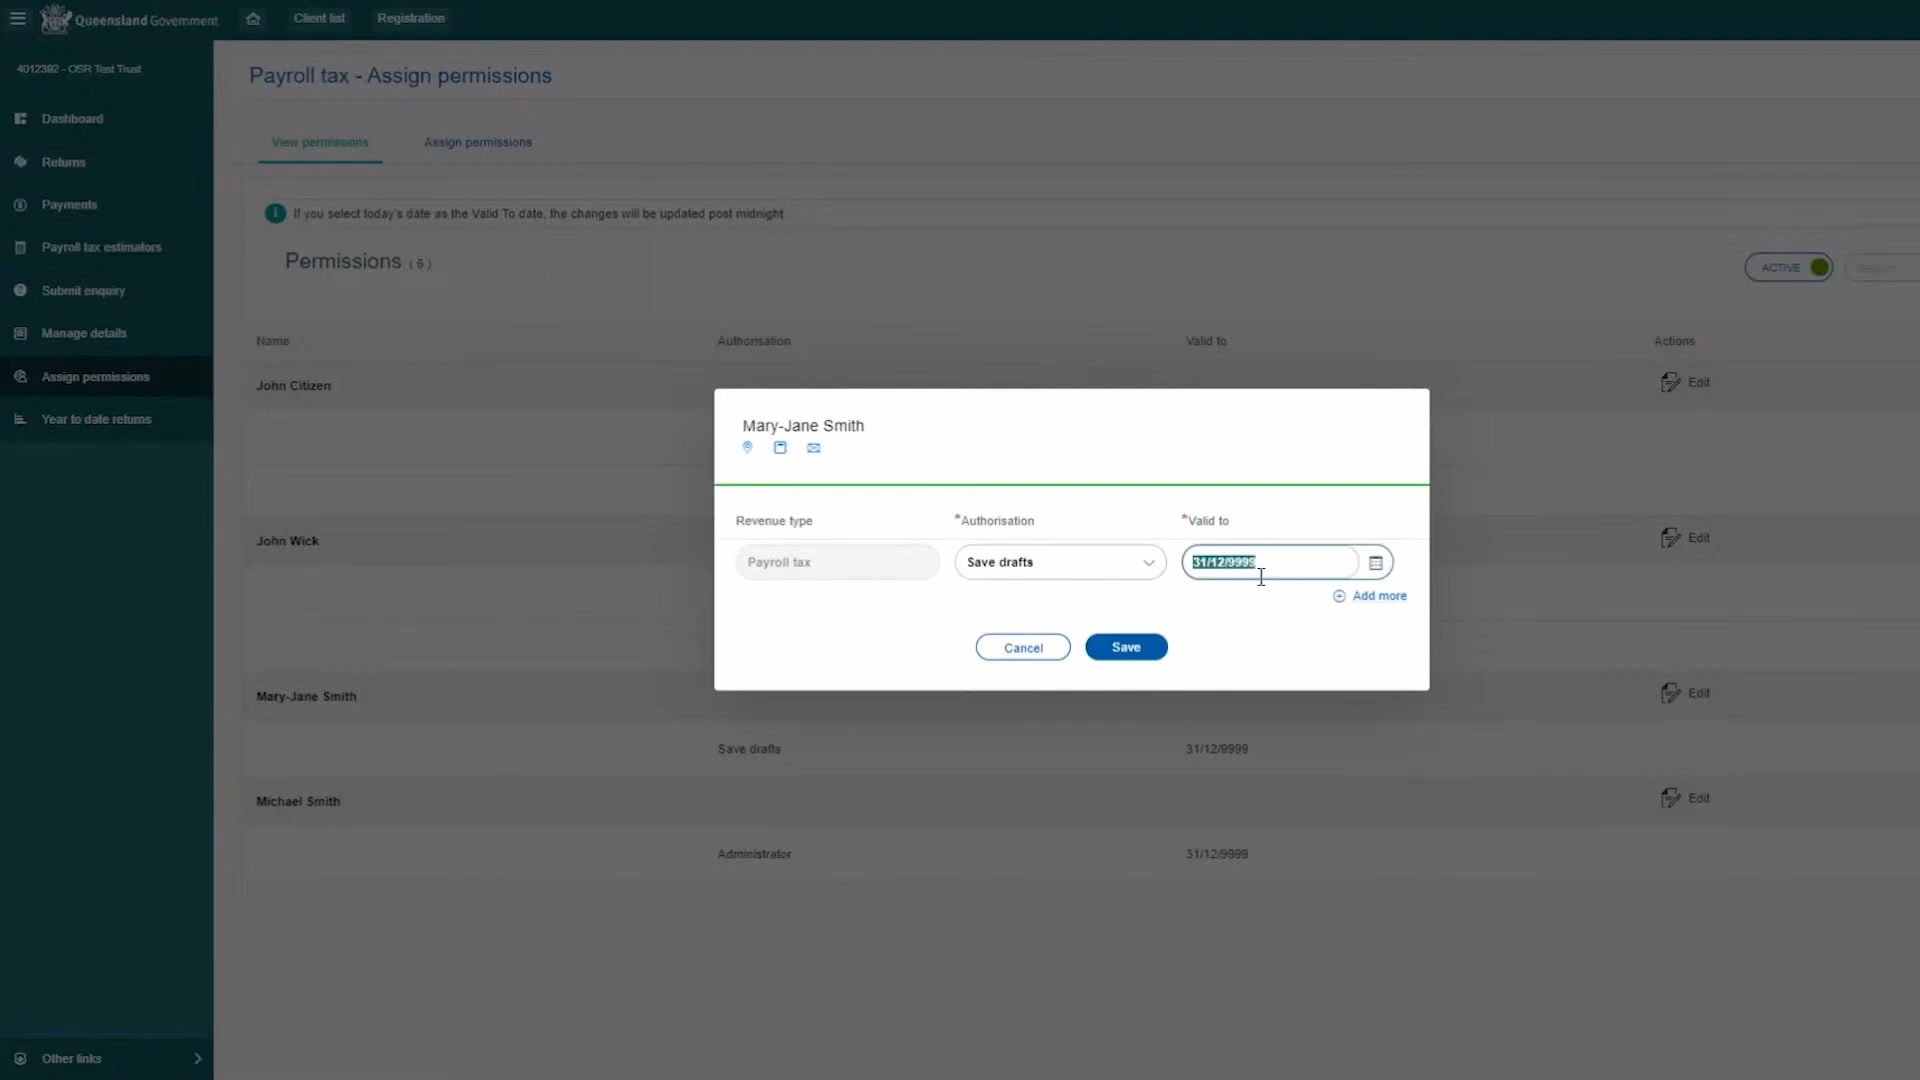 Queensland Government
Client list
Registration
4012392 - OSR Test Trust
Dashboard
Returns
Payments
Payroll tax estimators
Submit enquiry
Manage details
Assign permissions
Year to date returns
Other links
Payroll tax - Assign permissions
View permissions
Assign permissions
If you select today's date as the Valid To date, the changes will be updated post midnight
Permissions ( 6 )
ACTIVE
Name Authorisation Valid to Actions
John Citizen Edit
John Wick Edit
Mary-Jane Smith Edit
Save drafts 31/12/9999
Michael Smith Edit
Administrator 31/12/9999
Mary-Jane Smith
Revenue type *Authorisation *Valid to
Payroll tax Save drafts 31/12/9999
Add more
Cancel Save